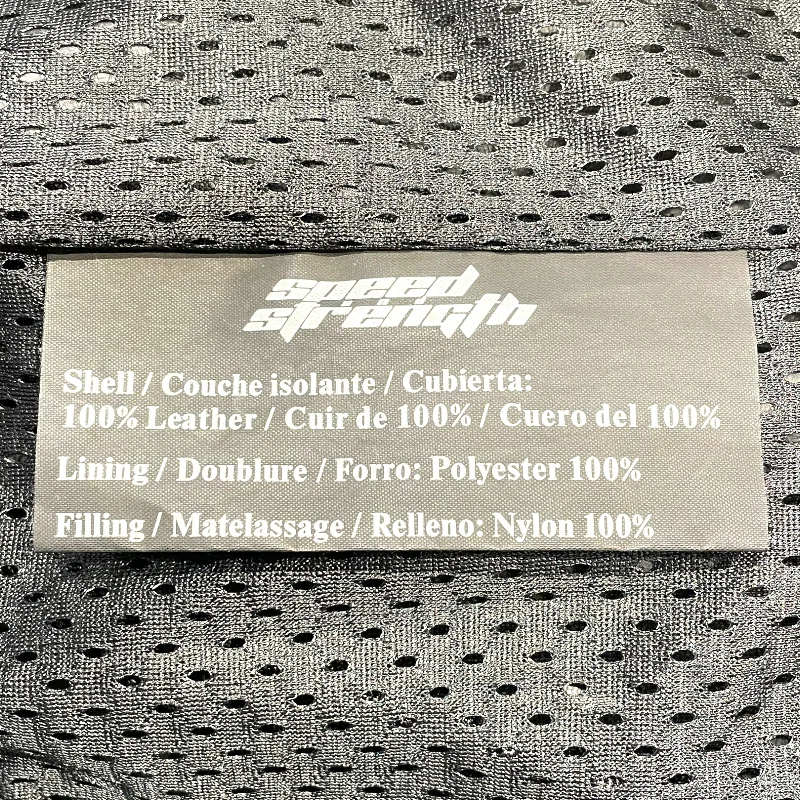 speed
strength
Shell / Couche isolante / Cubierta:
100% Leather / Cuir de 100% / Cuero del 100%
Lining / Doublure / Forro: Polyester 100%
Filling / Matelassage / Relleno: Nylon 100%